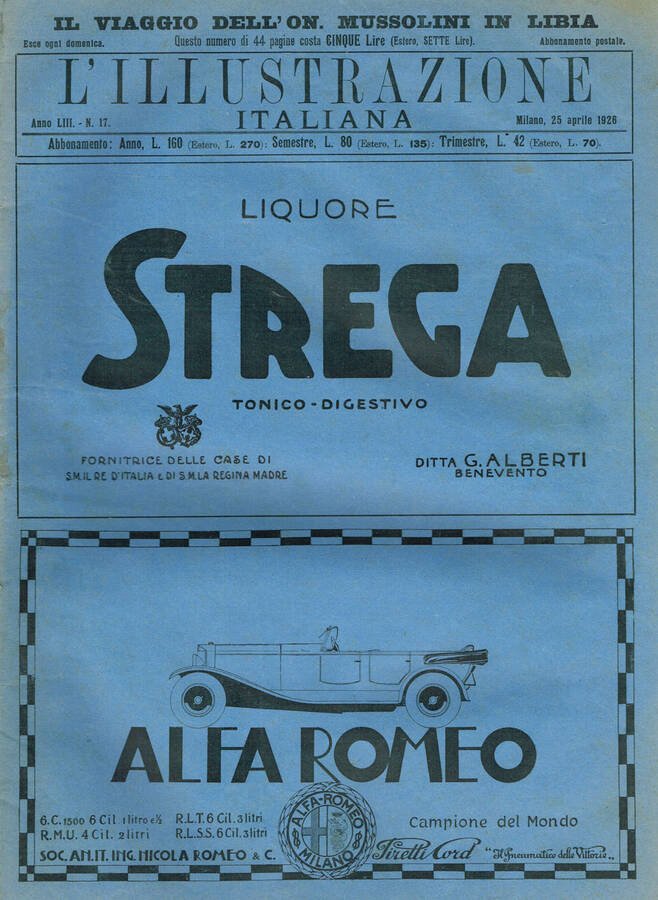 IL VIAGGIO DELL'ON. MUSSOLINI IN LIBIA
Esce ogni domenica. Questo numero di 44 pagine costa CINQUE Lire (Estero, SETTE Lire). Abbonamento postale.
L'ILLUSTRAZIONE
Anno LIII. - N. 17. ITALIANA Milano, 25 aprile 1926
Abbonamento: Anno, L. 160 (Estero, L. 270); Semestre, L. 80 (Estero, L. 135); Trimestre, L. 42 (Estero, L. 70).
LIQUORE
STREGA
TONICO-DIGESTIVO
FORNITRICE DELLE CASE DI
S.M. IL RE D'ITALIA E DI S.M. LA REGINA MADRE
DITTA G. ALBERTI
BENEVENTO
ALFA ROMEO
6.C. 1500 6 Cil 1 litro e ½
R.M.U. 4 Cil. 2 litri
R.L.T. 6 Cil. 3 litri
R.L.S.S. 6 Cil. 3 litri
SOC. AN. IT. ING. NICOLA ROMEO & C.
ALFA-ROMEO
MILANO
Campione del Mondo
Pirelli Cord "Il Pneumatico delle Vittorie"